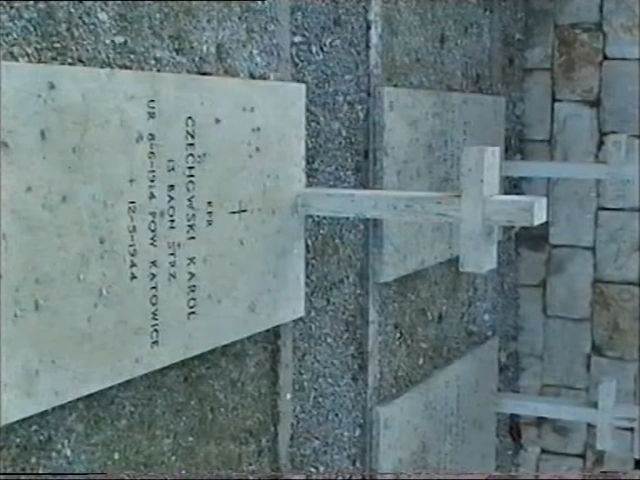 KPR.
CZECHOWSKI KAROL
13 BAON STRZ.
UR 8-6-1914 POW KATOWICE
+ 12-5-1944